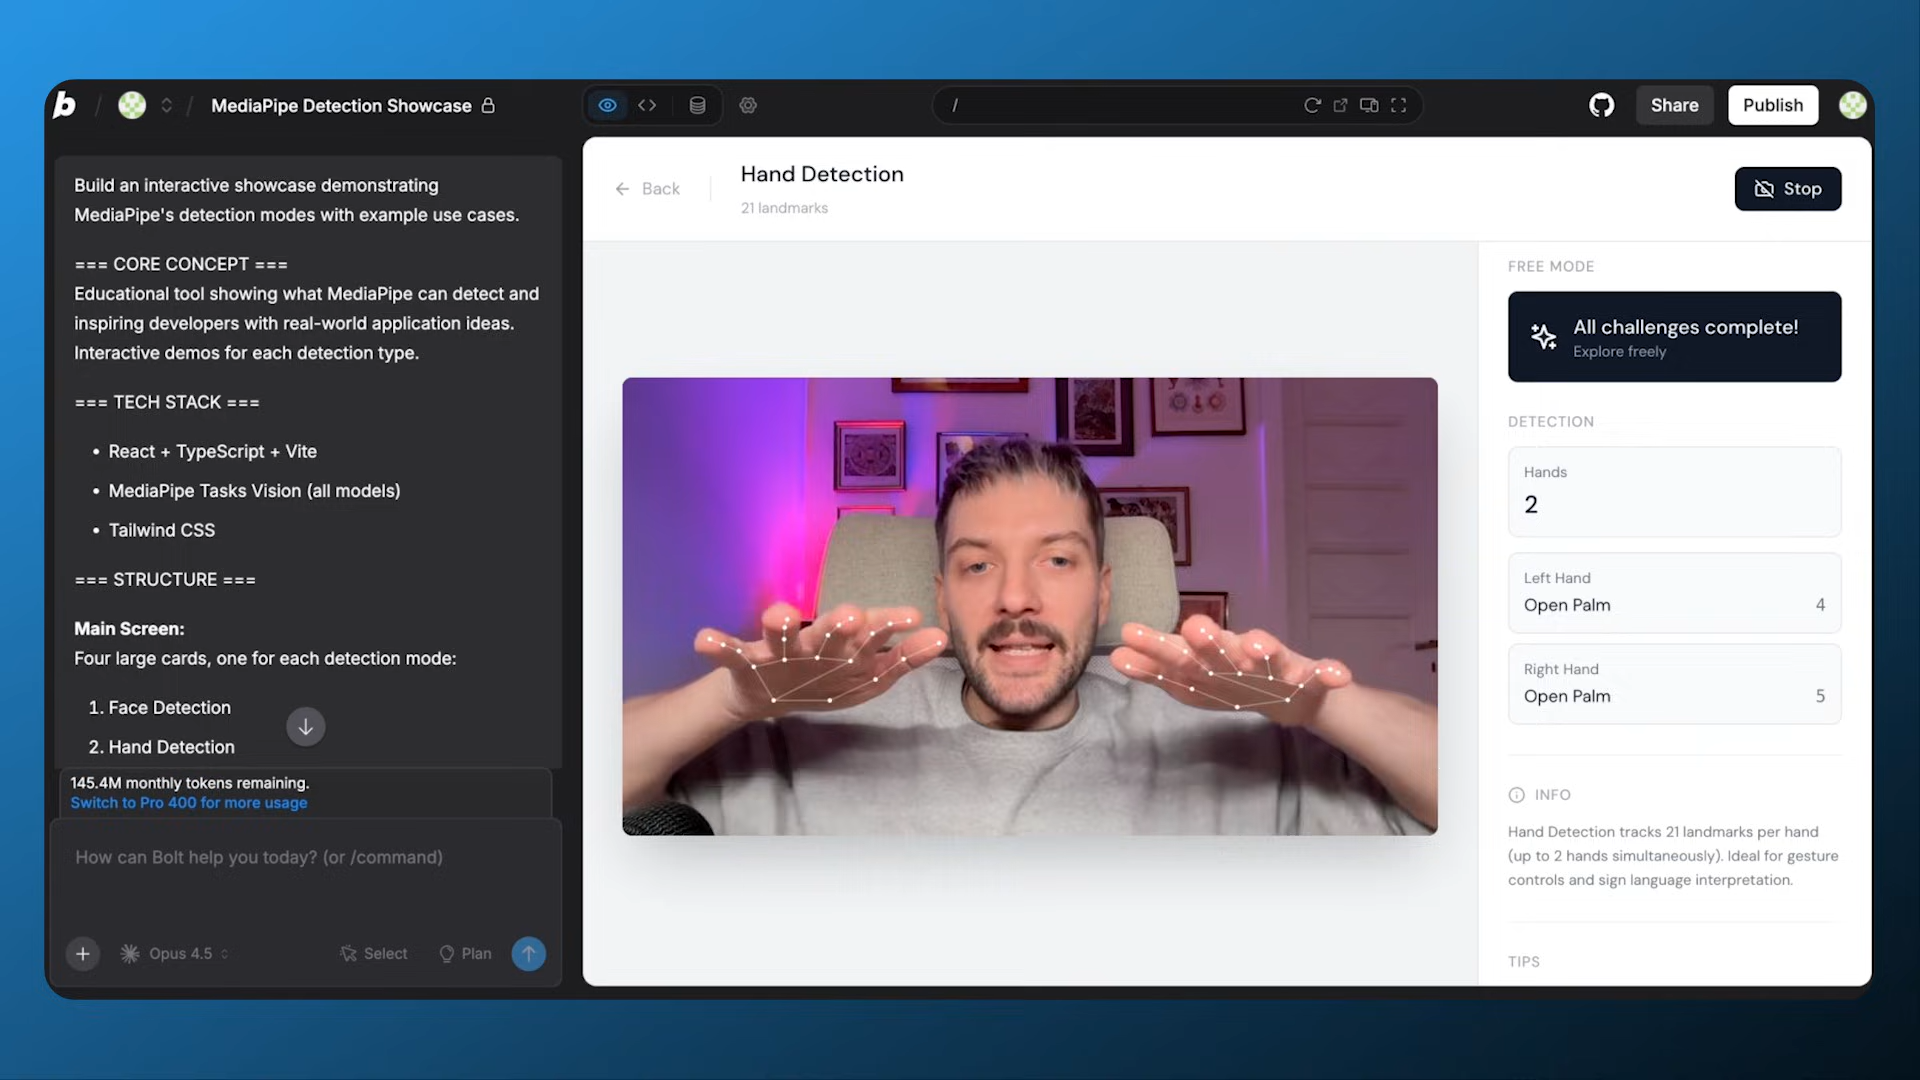 b / / MediaPipe Detection Showcase
/
Share
Publish
Build an interactive showcase demonstrating
MediaPipe's detection modes with example use cases.
=== CORE CONCEPT ===
Educational tool showing what MediaPipe can detect and
inspiring developers with real-world application ideas.
Interactive demos for each detection type.
=== TECH STACK ===
• React + TypeScript + Vite
• MediaPipe Tasks Vision (all models)
• Tailwind CSS
=== STRUCTURE ===
Main Screen:
Four large cards, one for each detection mode:
1. Face Detection
2. Hand Detection
145.4M monthly tokens remaining.
Switch to Pro 400 for more usage
How can Bolt help you today? (or /command)
Opus 4.5
Select
Plan
Back
Hand Detection
21 landmarks
Stop
FREE MODE
All challenges complete!
Explore freely
DETECTION
Hands
2
Left Hand
Open Palm 4
Right Hand
Open Palm 5
INFO
Hand Detection tracks 21 landmarks per hand
(up to 2 hands simultaneously). Ideal for gesture
controls and sign language interpretation.
TIPS